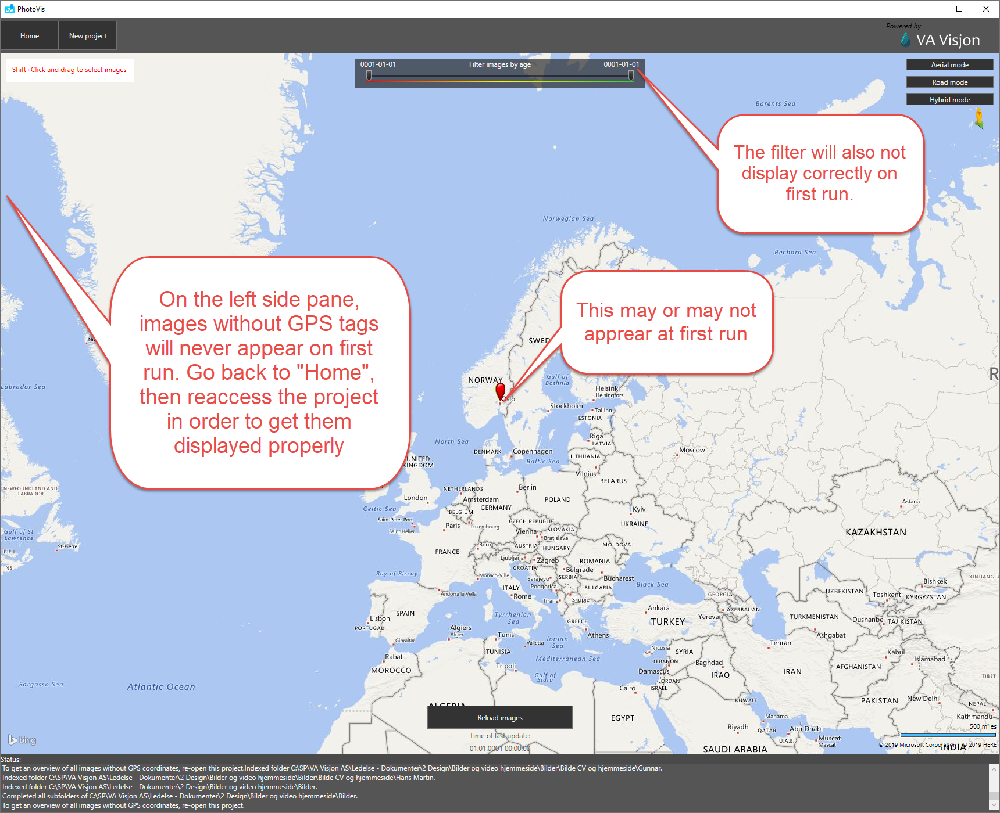 PhotoVis
Home
New project
Powered by
VA Visjon
Shift+Click and drag to select images
0001-01-01
Filter images by age
0001-01-01
Aerial mode
Road mode
Hybrid mode
Barents Sea
The filter will also not
display correctly on
first run.
Norwegian Sea
Pechora Sea
On the left side pane,
images without GPS tags
will never appear on first
run. Go back to "Home",
then reaccess the project
in order to get them
displayed properly
This may or may not
apprear at first run
Nu
SWED
NORWAY
Oslo
Gulf of
Bothnia
Helsinki
Helsingfors
Stockholm
Tallinn
ESTONIA
Labrador Sea
R
North Sea
Riga
LATVIA
DENMARK
Copenhagen
Baltic Sea
LITHUANIA
Moscow
UNITED
KINGDOM
Vilnius
BELARUS
NEWFOUNDLAND AND
LABRADOR
NETHERLANDS
Berlin
London
Amsterdam
GERMANY
POLAND
Astana
Celtic Sea
BELGIUM
Kyiv
Saint Peter Port
Saint Helier
Paris
Luxembourg
CZECH REPUBLIC
UKRAINE
Vienna
SLOVAKIA
Bratislava
KAZAKHSTAN
Gulf of St
Lawrence
St-Pierre
P.E.I.
NS
FRANCE
Bern
AUSTRIA
HUNGARY
MOLDOVA
Ljubljana
Zagreb
ROMANIA
CROATIA
Belgrade
Bay of Biscay
Monaco-Ville
Sarajevo
SERBIA
Bucharest
XINJIANG U
Podgorica
BULGARIA
Black Sea
Bishkek
ITALY
Rome
Andorra la Vella
Tirana
Skopje
GEORGIA
UZBEKISTAN
Toshkent
KYRGYZSTAN
SPAIN
Lisbon
PORTUGAL
Tyrrhenian
Sea
GREECE
Ankara
TURKEY
Yerevan
AZERBAIJAN
TURKMENISTAN
Dushanbe
TAJIKISTAN
Algiers
Alger
Tunis
Athens
Ashgabat
Gibraltar
Valletta
Ionian
Sea
Nicosia
Tehran
Rabat
TUNISIA
SYRIA
Kabul
Islamabad
MOROCCO
Tripoli
Mediterranean Sea
LEBANON
Damascus
Baghdad
IRAQ
IRAN
AFGHANISTAN
TIBET
Gulf of
Sidra
JORDAN
ISRAEL
Cairo
Sargasso Sea
Atlantic Ocean
ALGERIA
EGYPT
KUWAIT
PAKISTAN
New Delhi
NEPAL
Kathmandu
Reload images
Manama
QATAR
Riyadh
Abu Dhabi
U.A.E.
Muscat
Mascat
500 miles
bing
Time of last update:
01.01.0001 00:00:00
SAUDI ARABIA
INDIA
© 2019 Microsoft Corporation © 2019 HERE
Status:
To get an overview of all images without GPS coordinates, re-open this project.Indexed folder C:\SP\VA Visjon AS\Ledelse - Dokumenter\2 Design\Bilder og video hjemmeside\Bilder\Bilde CV og hjemmeside\Gunnar.
Indexed folder C:\SP\VA Visjon AS\Ledelse - Dokumenter\2 Design\Bilder og video hjemmeside\Bilder\Bilde CV og hjemmeside\Hans Martin.
Indexed folder C:\SP\VA Visjon AS\Ledelse - Dokumenter\2 Design\Bilder og video hjemmeside\Bilder.
Completed all subfolders of C:\SP\VA Visjon AS\Ledelse - Dokumenter\2 Design\Bilder og video hjemmeside\Bilder.
To get an overview of all images without GPS coordinates, re-open this project.